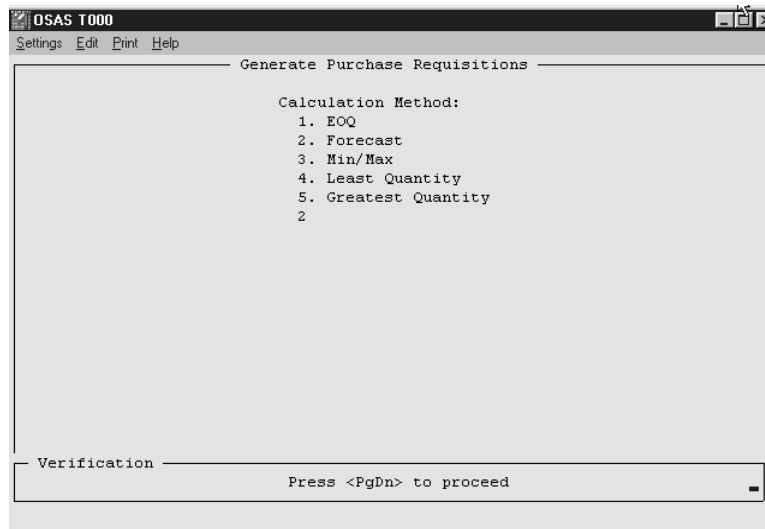 OSAS T000
Settings Edit Print Help
Generate Purchase Requisitions
Calculation Method:
1. EOQ
2. Forecast
3. Min/Max
4. Least Quantity
5. Greatest Quantity
2
Verification
Press <PgDn> to proceed